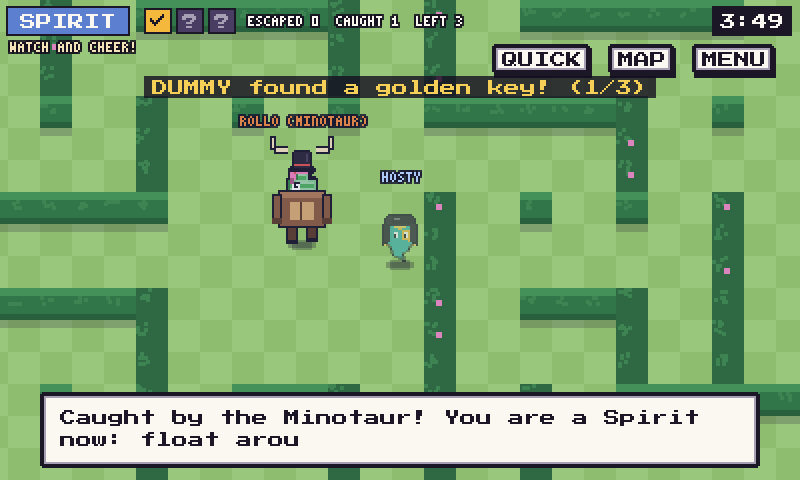 SPIRIT
? ? ESCAPED 0 CAUGHT 1 LEFT 3
3:49
WATCH AND CHEER!
QUICK MAP MENU
DUMMY found a golden key! (1/3)
ROLLO (MINOTAUR)
HOSTY
Caught by the Minotaur! You are a Spirit
now: float arou